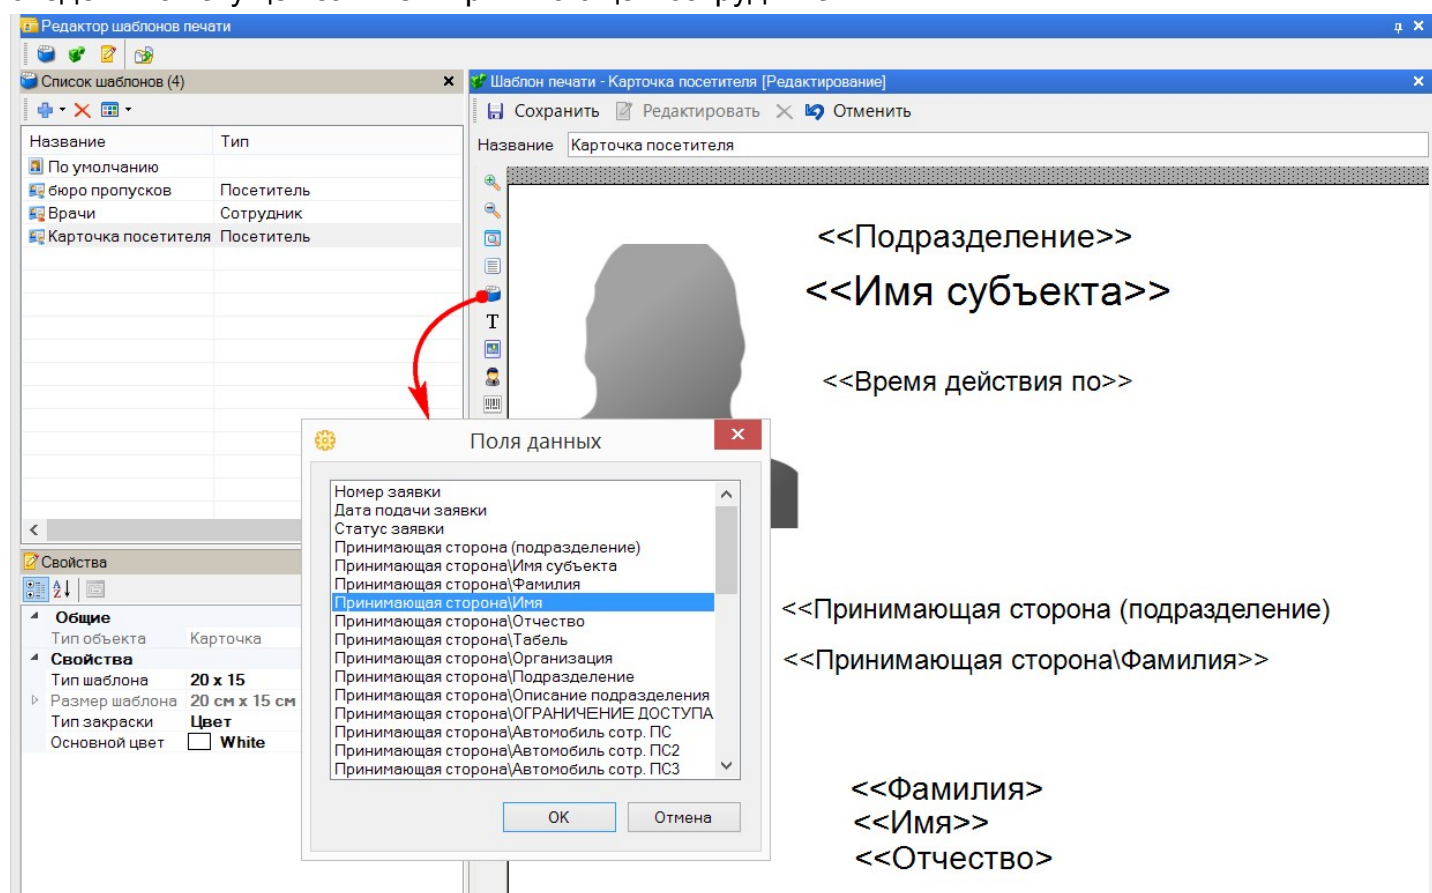 Редактор шаблонов печати
Список шаблонов (4)
Название Тип
По умолчанию
бюро пропусков Посетитель
Врачи Сотрудник
Карточка посетителя Посетитель
Свойства
Общие
Тип объекта Карточка
Свойства
Тип шаблона 20 x 15
Размер шаблона 20 см x 15 см
Тип закраски Цвет
Основной цвет White
Шаблон печати - Карточка посетителя [Редактирование]
Сохранить Редактировать Отменить
Название Карточка посетителя
T
<<Подразделение>>
<<Имя субъекта>>
<<Время действия по>>
<<Принимающая сторона (подразделение)
<<Принимающая сторона\Фамилия>>
<<Фамилия>
<<Имя>>
<<Отчество>
Поля данных
Номер заявки
Дата подачи заявки
Статус заявки
Принимающая сторона (подразделение)
Принимающая сторона\Имя субъекта
Принимающая сторона\Фамилия
Принимающая сторона\Имя
Принимающая сторона\Отчество
Принимающая сторона\Табель
Принимающая сторона\Организация
Принимающая сторона\Подразделение
Принимающая сторона\Описание подразделения
Принимающая сторона\ОГРАНИЧЕНИЕ ДОСТУПА
Принимающая сторона\Автомобиль сотр. ПС
Принимающая сторона\Автомобиль сотр. ПС2
Принимающая сторона\Автомобиль сотр. ПС3
OK Отмена